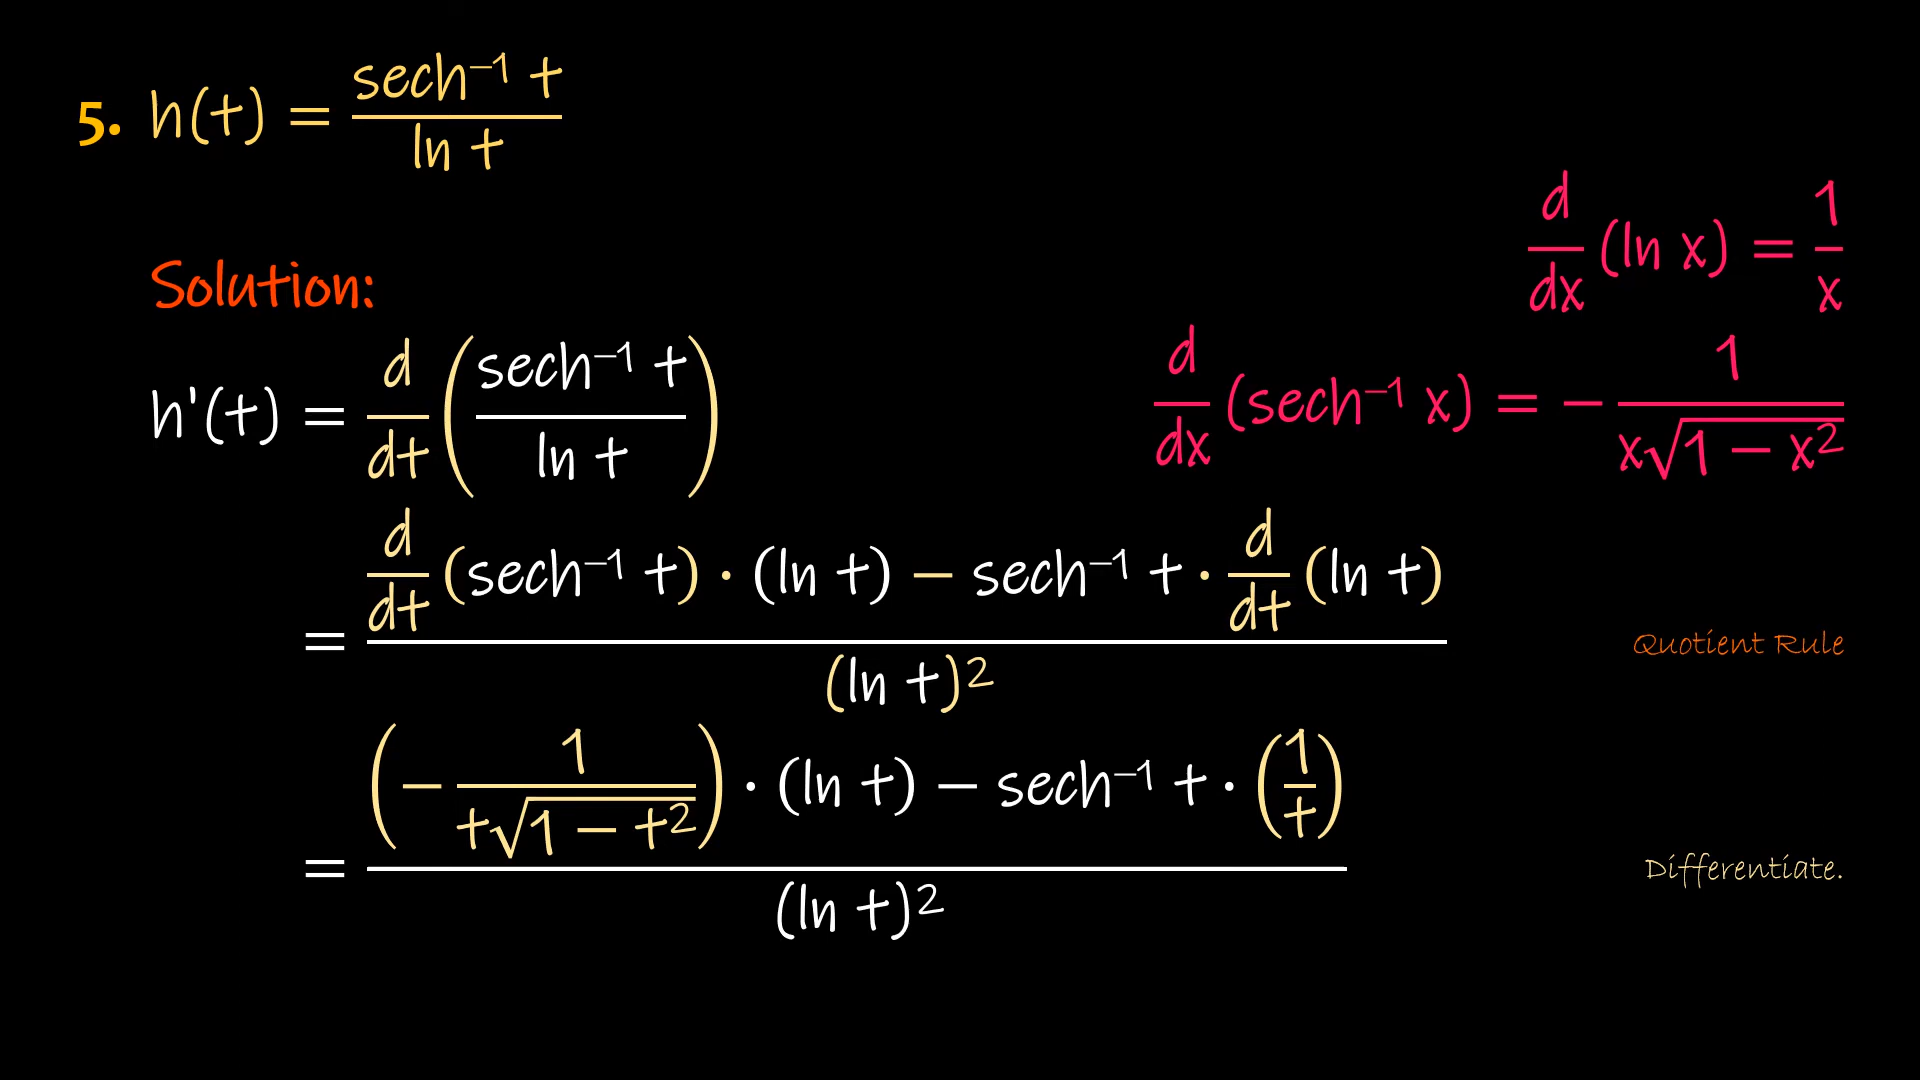 5. h(t) = sech⁻¹ t / ln t
d/dx (ln x) = 1/x
Solution:
h'(t) = d/dt (sech⁻¹ t / ln t)
d/dx (sech⁻¹ x) = − 1 / (x√(1 − x²))
= (d/dt (sech⁻¹ t) · (ln t) − sech⁻¹ t · d/dt (ln t)) / (ln t)²
Quotient Rule
= ((− 1 / (t√(1 − t²))) · (ln t) − sech⁻¹ t · (1/t)) / (ln t)²
Differentiate.